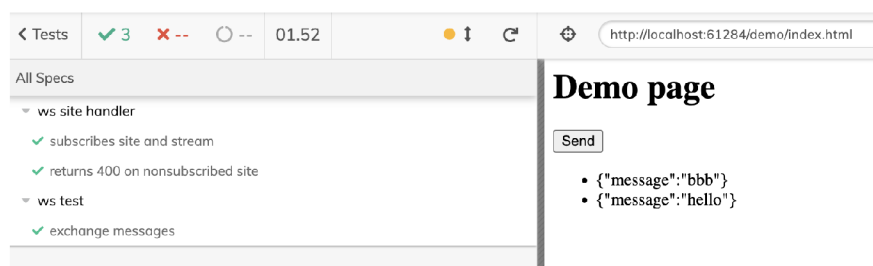 Tests 3 -- -- 01.52 http://localhost:61284/demo/index.html
All Specs
ws site handler
subscribes site and stream
returns 400 on nonsubscribed site
ws test
exchange messages
Demo page
Send
{"message":"bbb"}
{"message":"hello"}